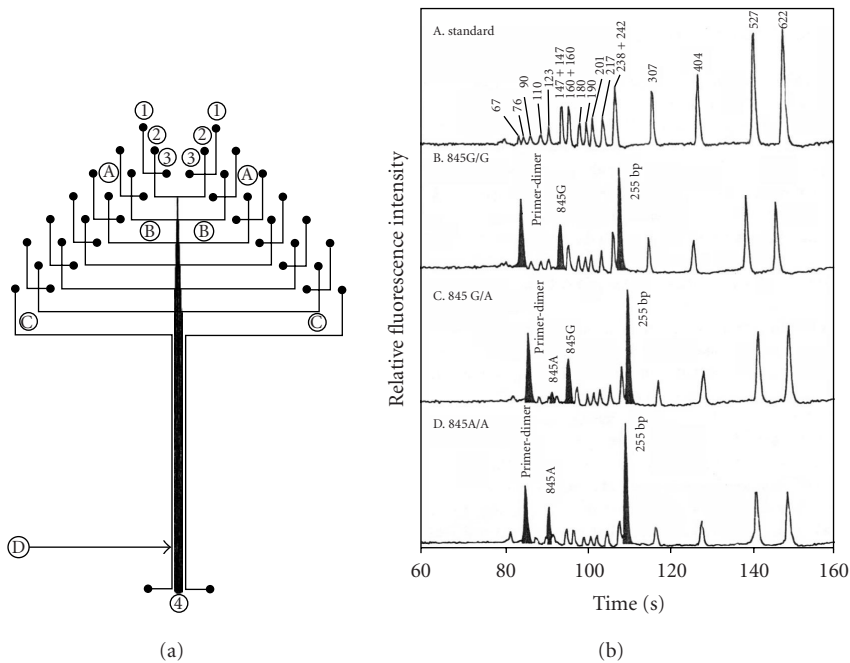 1 1
2 2
3 3
A A
B B
C C
D
4
(a)
Relative fluorescence intensity
A. standard
67
76
90
110
123
147 + 147
160 + 160
180
190
201
217
238 + 242
307
404
527
622
B. 845G/G
Primer-dimer
845G
255 bp
C. 845 G/A
Primer-dimer
845A
845G
255 bp
D. 845A/A
Primer-dimer
845A
255 bp
60 80 100 120 140 160
Time (s)
(b)